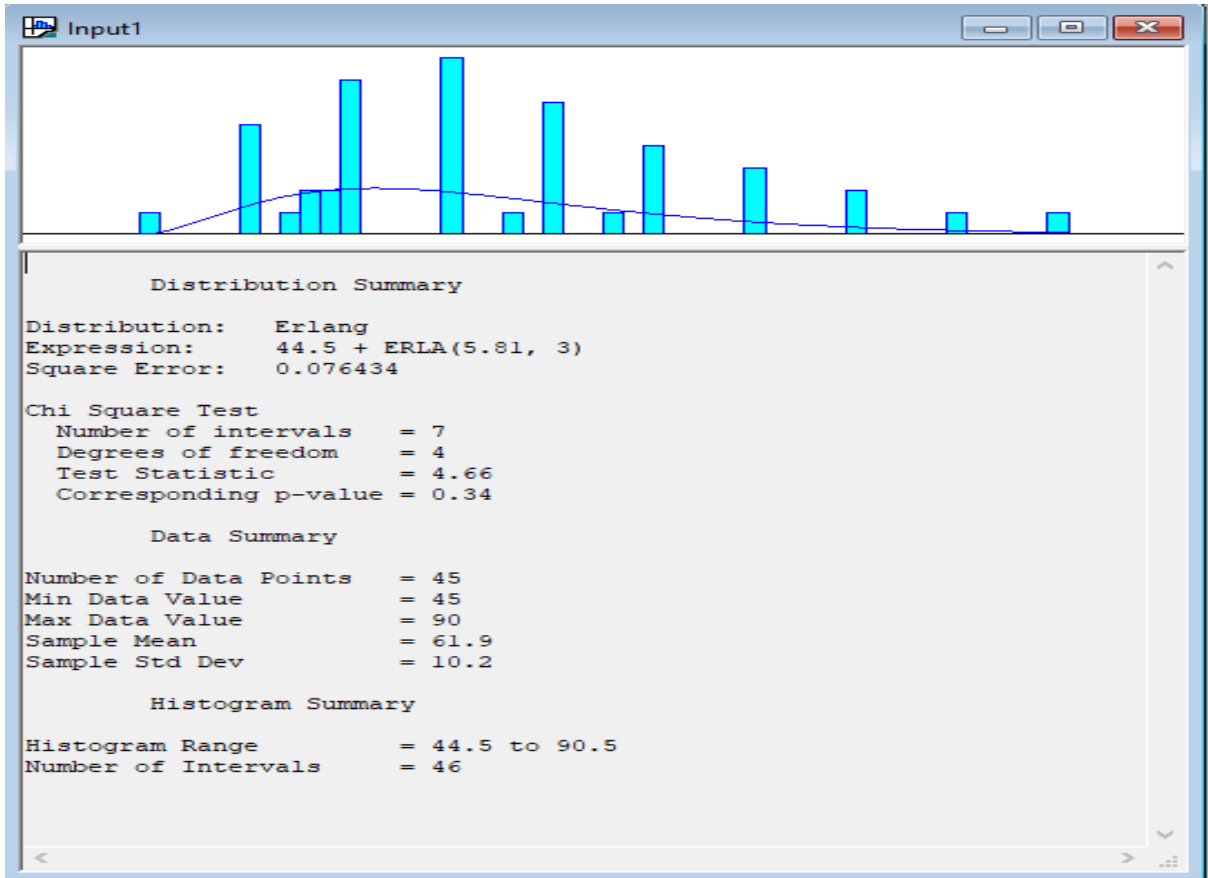 Input1
Distribution Summary
Distribution: Erlang
Expression: 44.5 + ERLA(5.81, 3)
Square Error: 0.076434
Chi Square Test
Number of intervals = 7
Degrees of freedom = 4
Test Statistic = 4.66
Corresponding p-value = 0.34
Data Summary
Number of Data Points = 45
Min Data Value = 45
Max Data Value = 90
Sample Mean = 61.9
Sample Std Dev = 10.2
Histogram Summary
Histogram Range = 44.5 to 90.5
Number of Intervals = 46